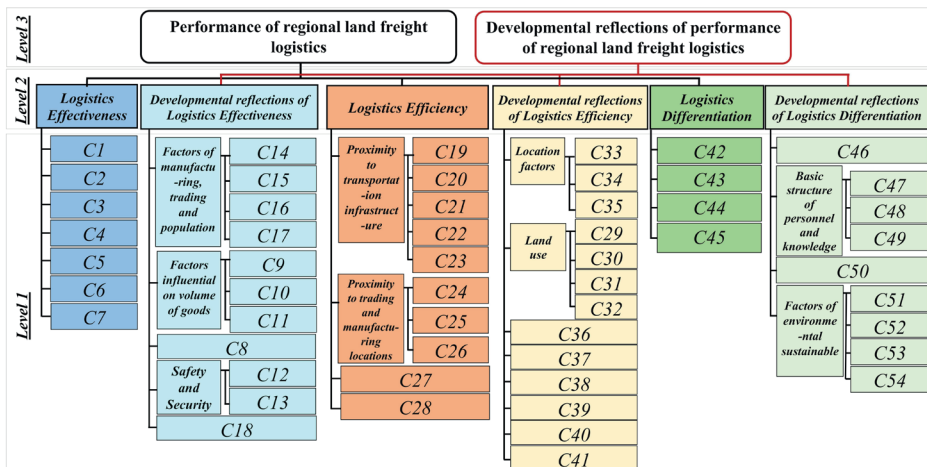 Level 3
Performance of regional land freight
logistics
Developmental reflections of performance
of regional land freight logistics
Level 2
Logistics
Effectiveness
Developmental reflections of
Logistics Effectiveness
Logistics Efficiency
Developmental reflections
of Logistics Efficiency
Logistics
Differentiation
Developmental reflections
of Logistics Differentiation
Level 1
C1
C2
C3
C4
C5
C6
C7
Factors of
manufactu
-ring,
trading and
population
C14
C15
C16
C17
Factors
influential
on volume
of goods
C9
C10
C11
C8
Safety
and
Security
C12
C13
C18
Proximity
to
transportat
-ion
infrastruct
-ure
C19
C20
C21
C22
C23
Proximity
to trading
and
manufactu-
ring
locations
C24
C25
C26
C27
C28
Location
factors
C33
C34
C35
Land
use
C29
C30
C31
C32
C36
C37
C38
C39
C40
C41
C42
C43
C44
C45
C46
Basic
structure
of
personnel
and
knowledge
C47
C48
C49
C50
Factors
of
environme
-ntal
sustainable
C51
C52
C53
C54